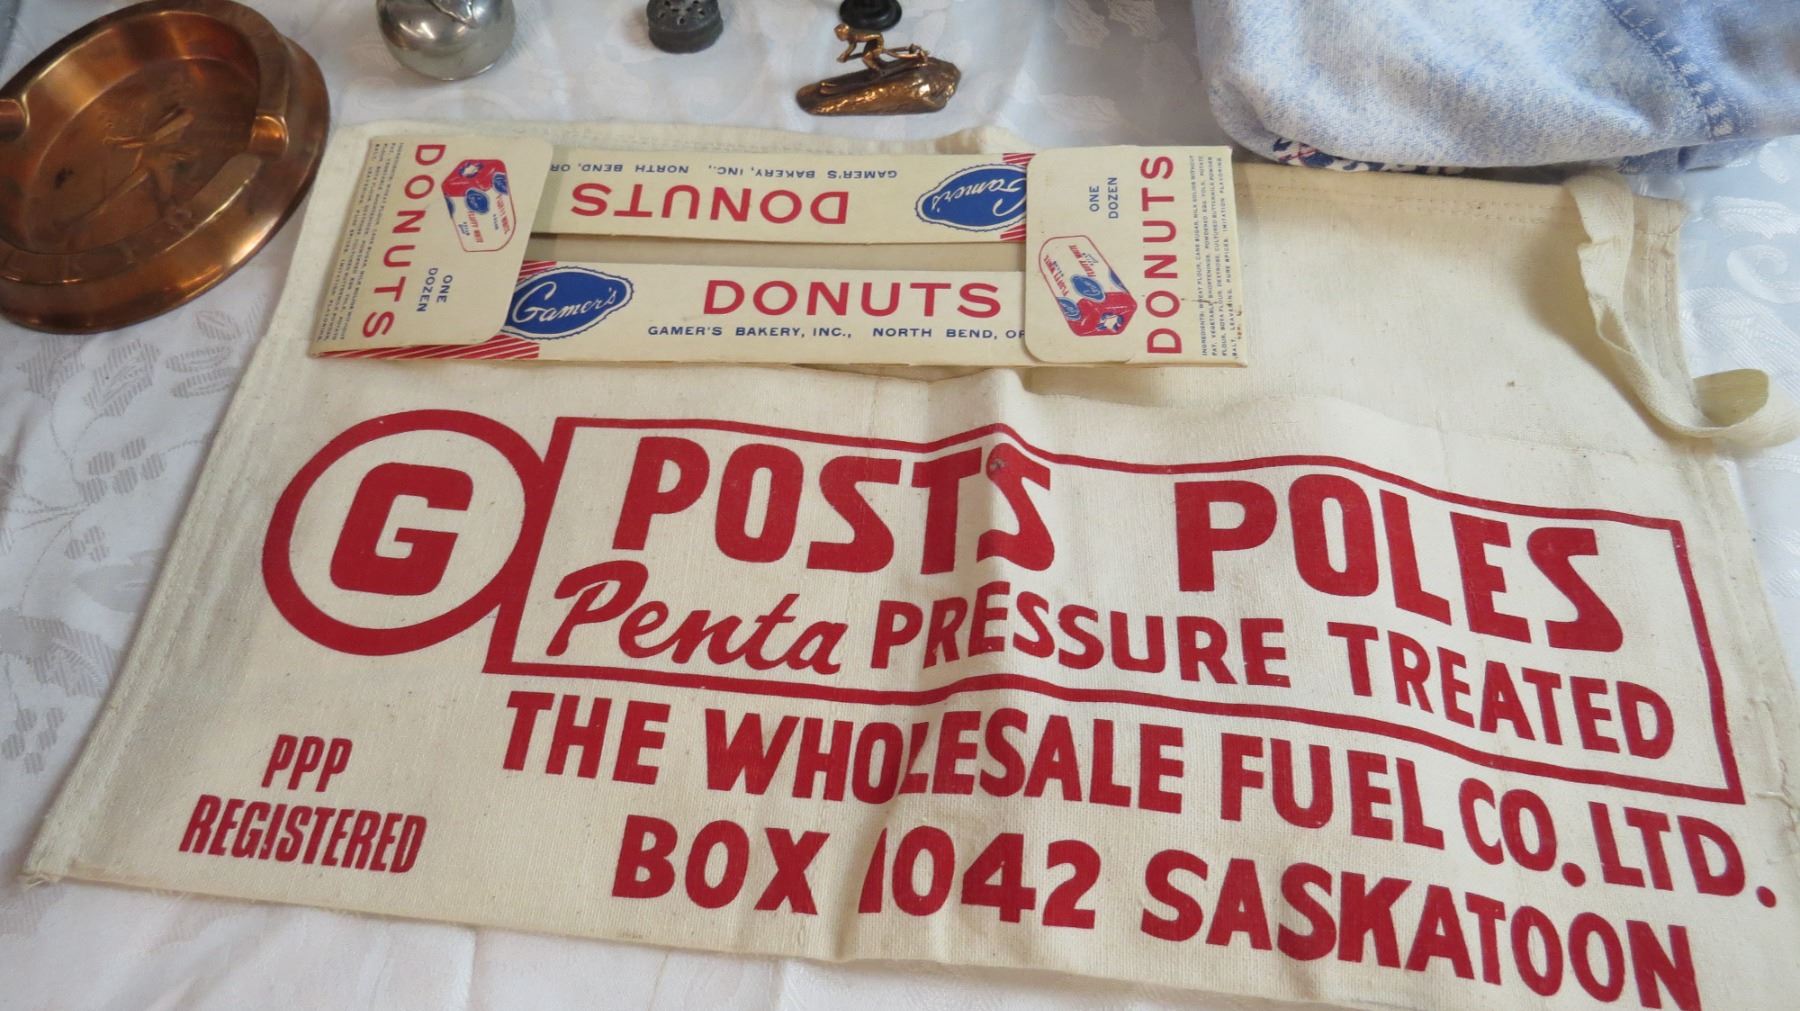 DONUTS
ONE
DOZEN
GAMER'S BAKERY, INC., NORTH BEND, OR
DONUTS
Gamer's
Gamer's
DONUTS
GAMER'S BAKERY, INC., NORTH BEND, OR
ONE
DOZEN
DONUTS
G
POSTS POLES
Penta PRESSURE TREATED
THE WHOLESALE FUEL CO. LTD.
PPP
REGISTERED
BOX 1042 SASKATOON